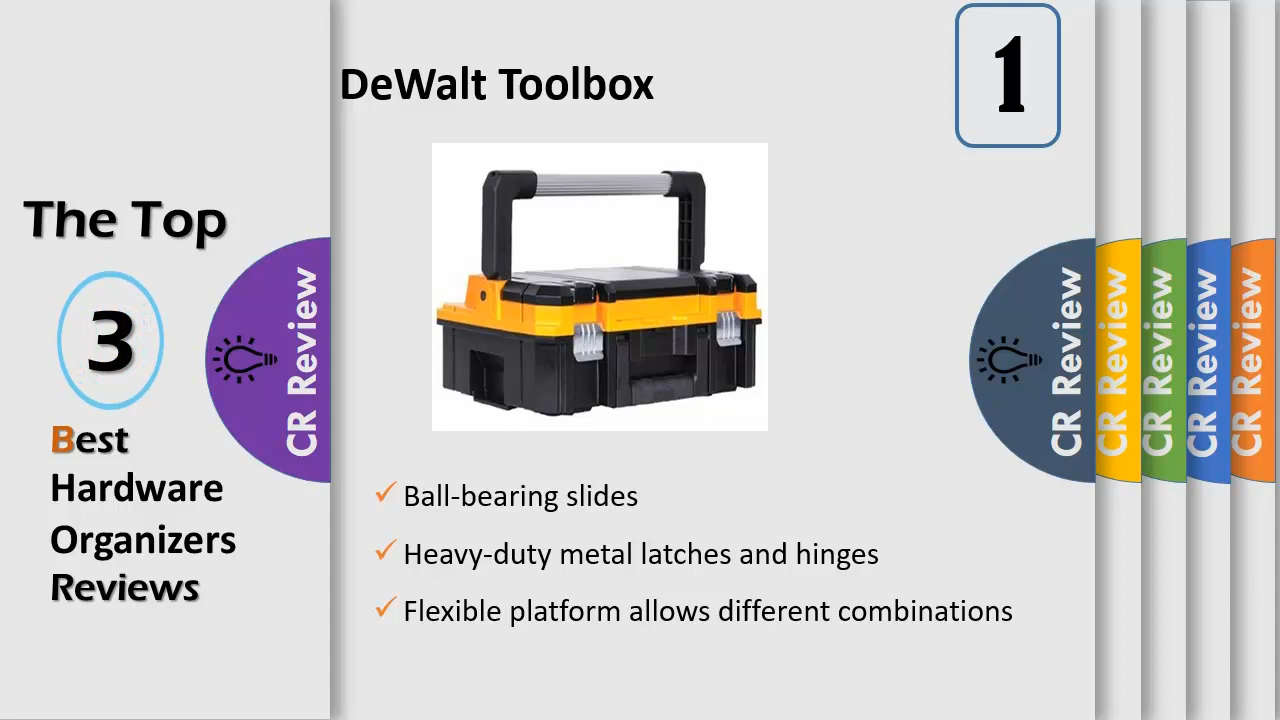 DeWalt Toolbox
1
The Top
3
Best
Hardware
Organizers
Reviews
CR Review
Ball-bearing slides
Heavy-duty metal latches and hinges
Flexible platform allows different combinations
CR Review
CR Review
CR Review
CR Review
CR Review